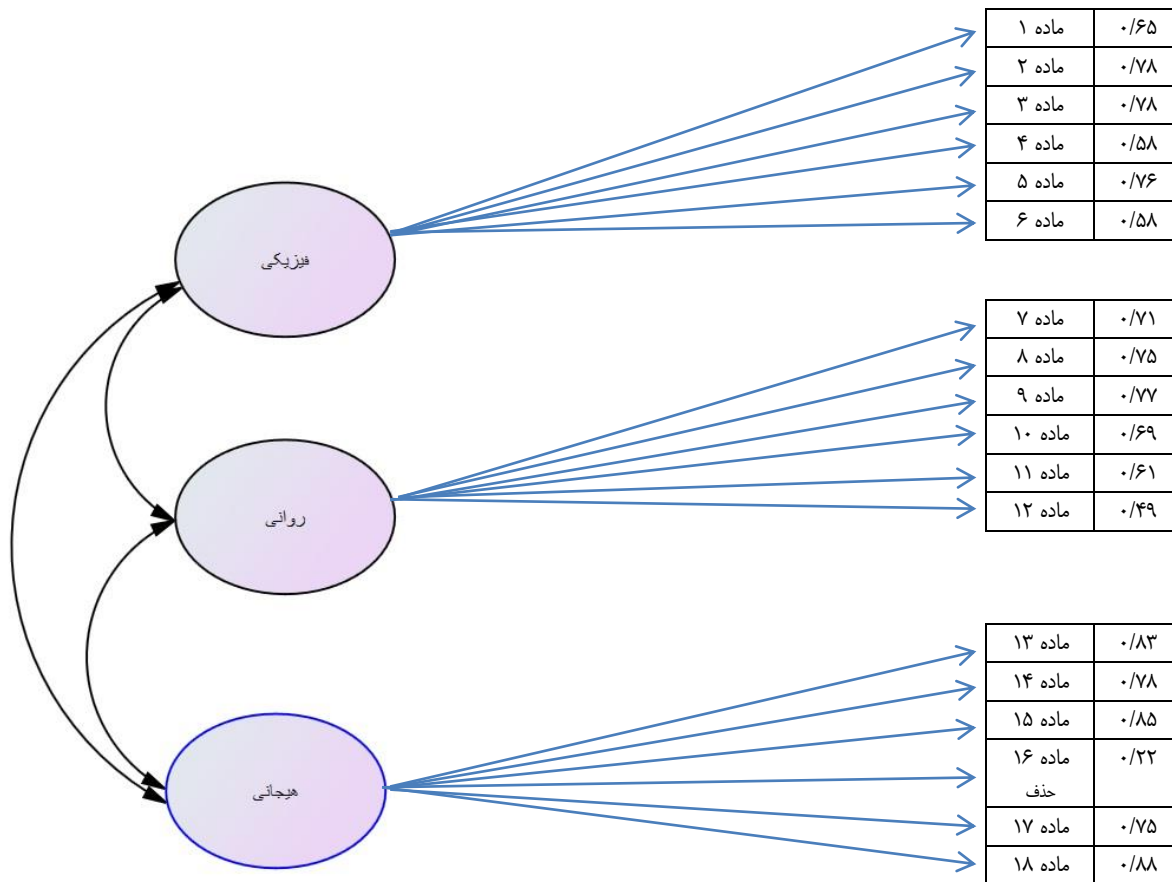 ماده ۱ ۰/۶۵
ماده ۲ ۰/۷۸
ماده ۳ ۰/۷۸
ماده ۴ ۰/۵۸
ماده ۵ ۰/۷۶
ماده ۶ ۰/۵۸
فیزیکی
ماده ۷ ۰/۷۱
ماده ۸ ۰/۷۵
ماده ۹ ۰/۷۷
ماده ۱۰ ۰/۶۹
ماده ۱۱ ۰/۶۱
ماده ۱۲ ۰/۴۹
روانی
ماده ۱۳ ۰/۸۳
ماده ۱۴ ۰/۷۸
ماده ۱۵ ۰/۸۵
ماده ۱۶ ۰/۲۲
حذف
ماده ۱۷ ۰/۷۵
ماده ۱۸ ۰/۸۸
هیجانی